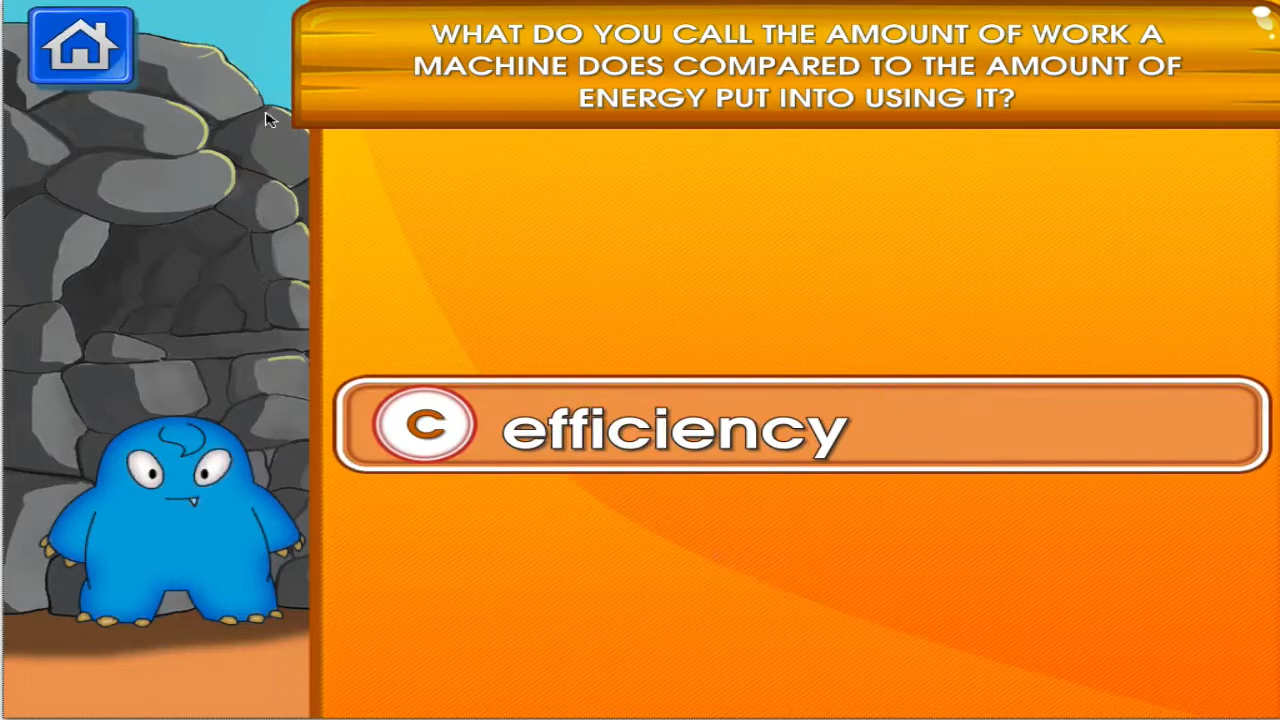 WHAT DO YOU CALL THE AMOUNT OF WORK A
MACHINE DOES COMPARED TO THE AMOUNT OF
ENERGY PUT INTO USING IT?
C efficiency